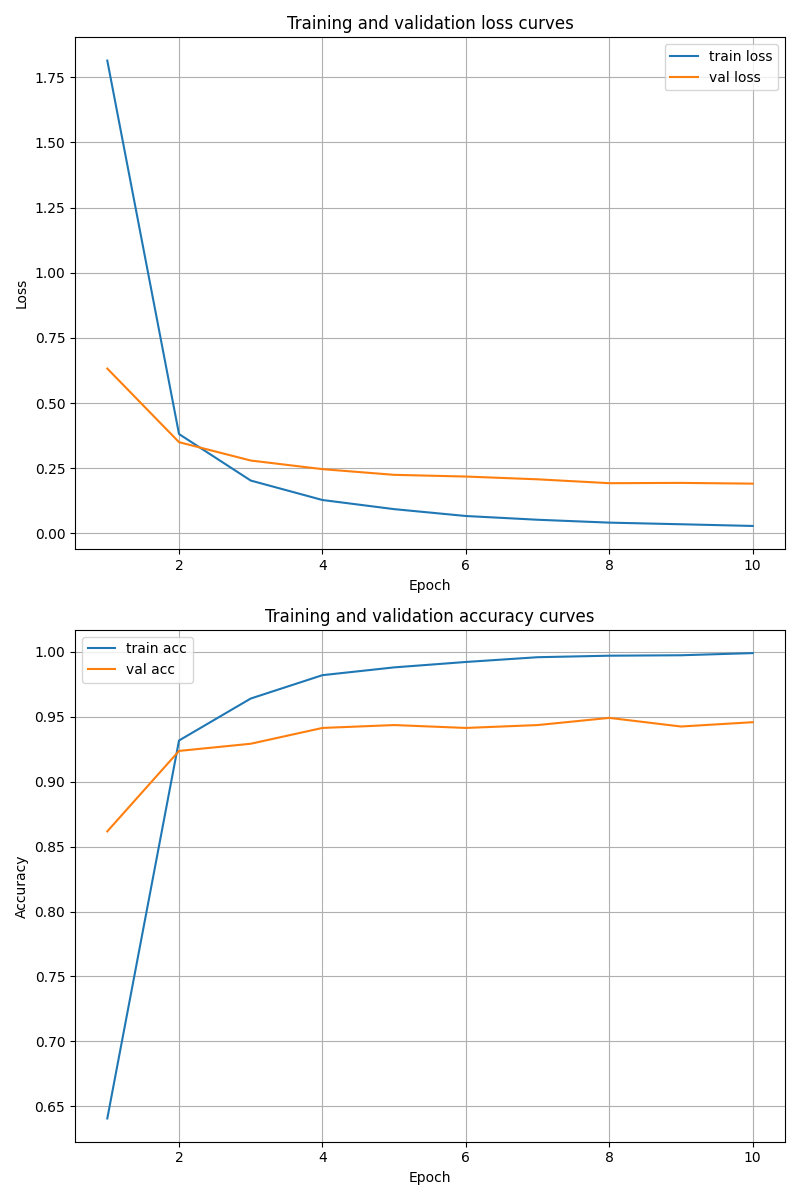 Training and validation loss curves
train loss
val loss
1.75
1.50
1.25
1.00
0.75
0.50
0.25
0.00
Loss
2 4 6 8 10
Epoch
Training and validation accuracy curves
train acc
val acc
1.00
0.95
0.90
0.85
0.80
0.75
0.70
0.65
Accuracy
2 4 6 8 10
Epoch